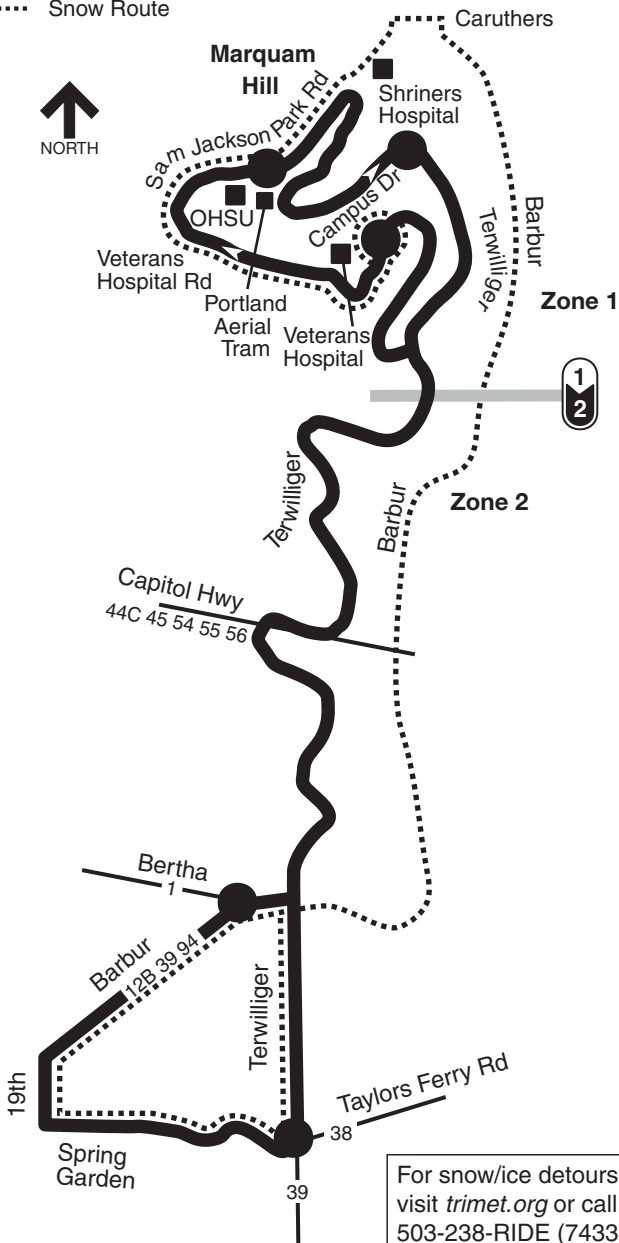 Snow Route
Caruthers
Marquam
Hill
NORTH
Sam Jackson Park Rd
Shriners
Hospital
OHSU
Campus Dr
Veterans
Hospital Rd
Portland
Aerial
Tram
Veterans
Hospital
Terwilliger
Barbur
Zone 1
1
2
Zone 2
Terwilliger
Barbur
Capitol Hwy
44C 45 54 55 56
Bertha
1
Barbur
12B 39 94
Terwilliger
19th
Taylors Ferry Rd
38
Spring
Garden
39
For snow/ice detours
visit trimet.org or call
503-238-RIDE (7433